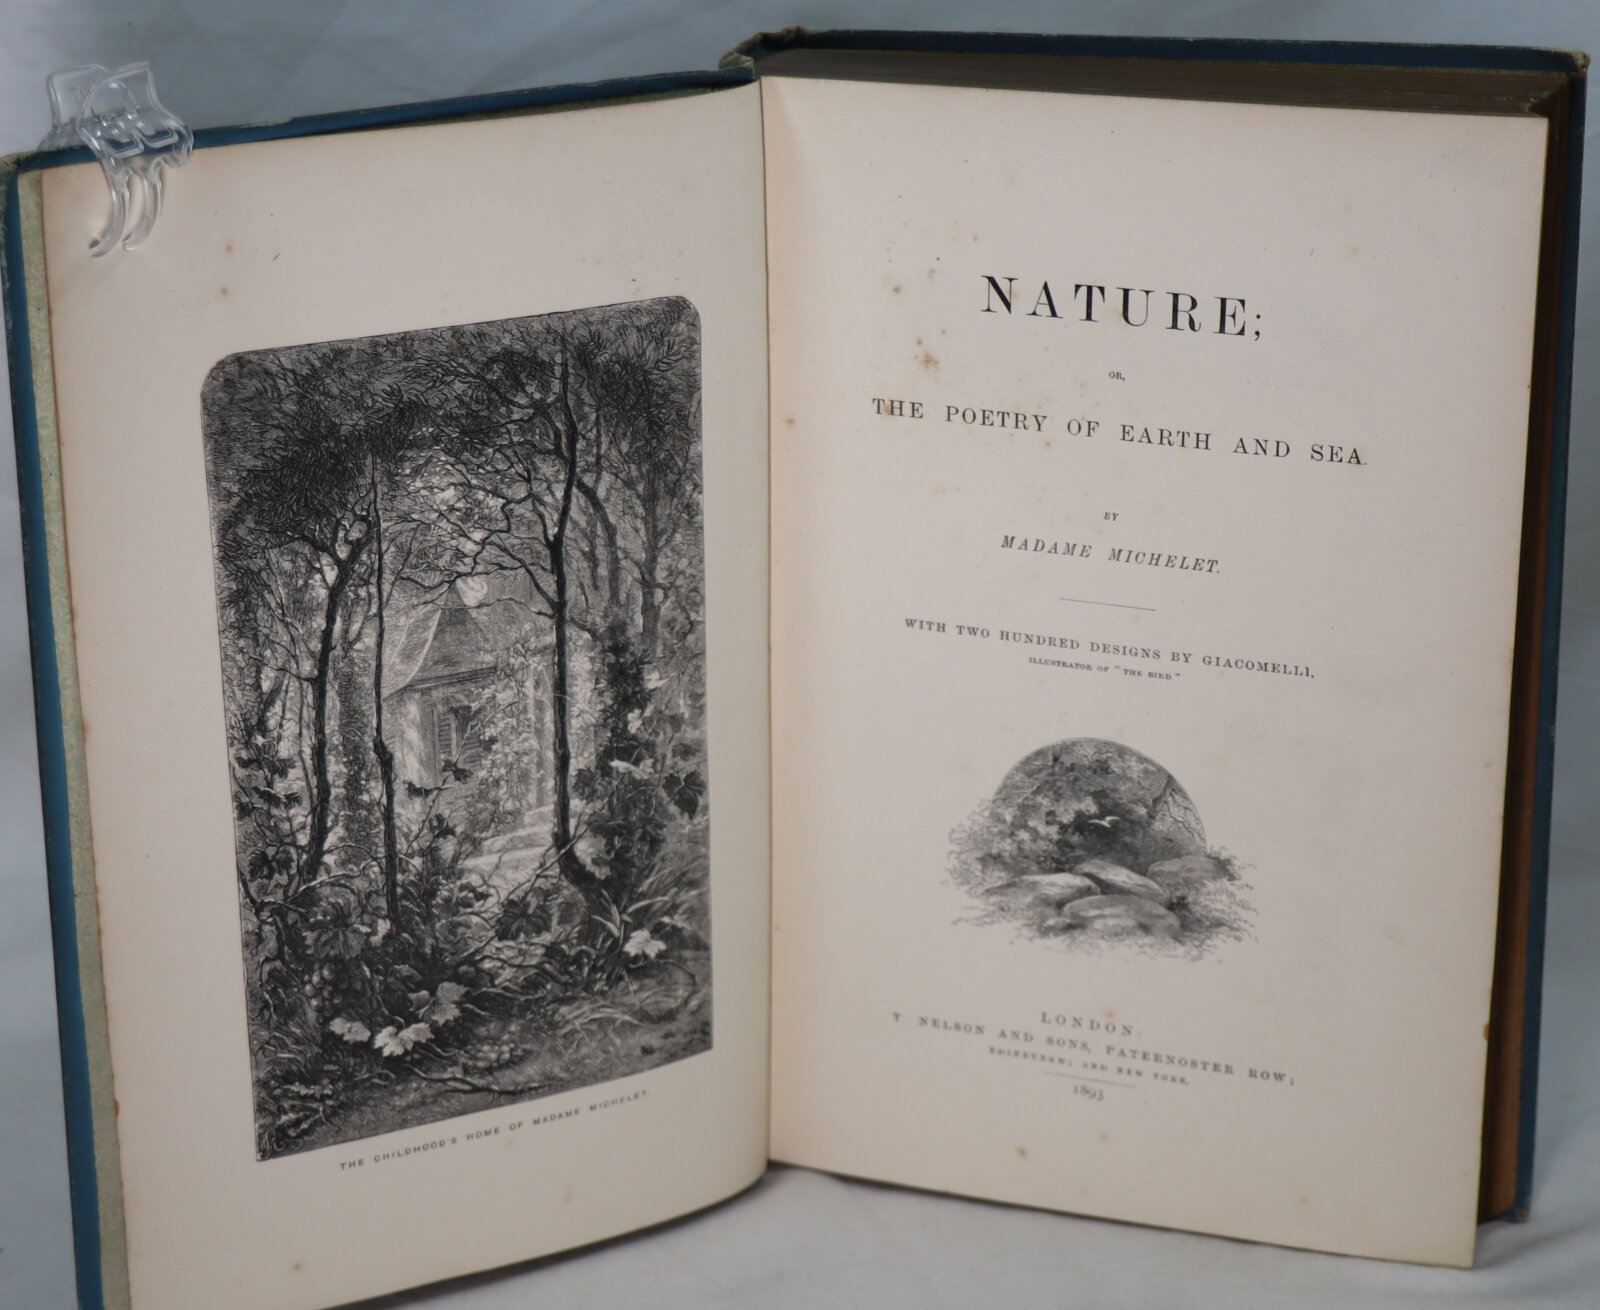 THE CHILDHOOD'S HOME OF MADAME MICHELET.
NATURE;
OR,
THE POETRY OF EARTH AND SEA.
BY
MADAME MICHELET.
WITH TWO HUNDRED DESIGNS BY GIACOMELLI,
ILLUSTRATOR OF "THE BIRD."
LONDON:
T. NELSON AND SONS, PATERNOSTER ROW;
EDINBURGH; AND NEW YORK.
1893